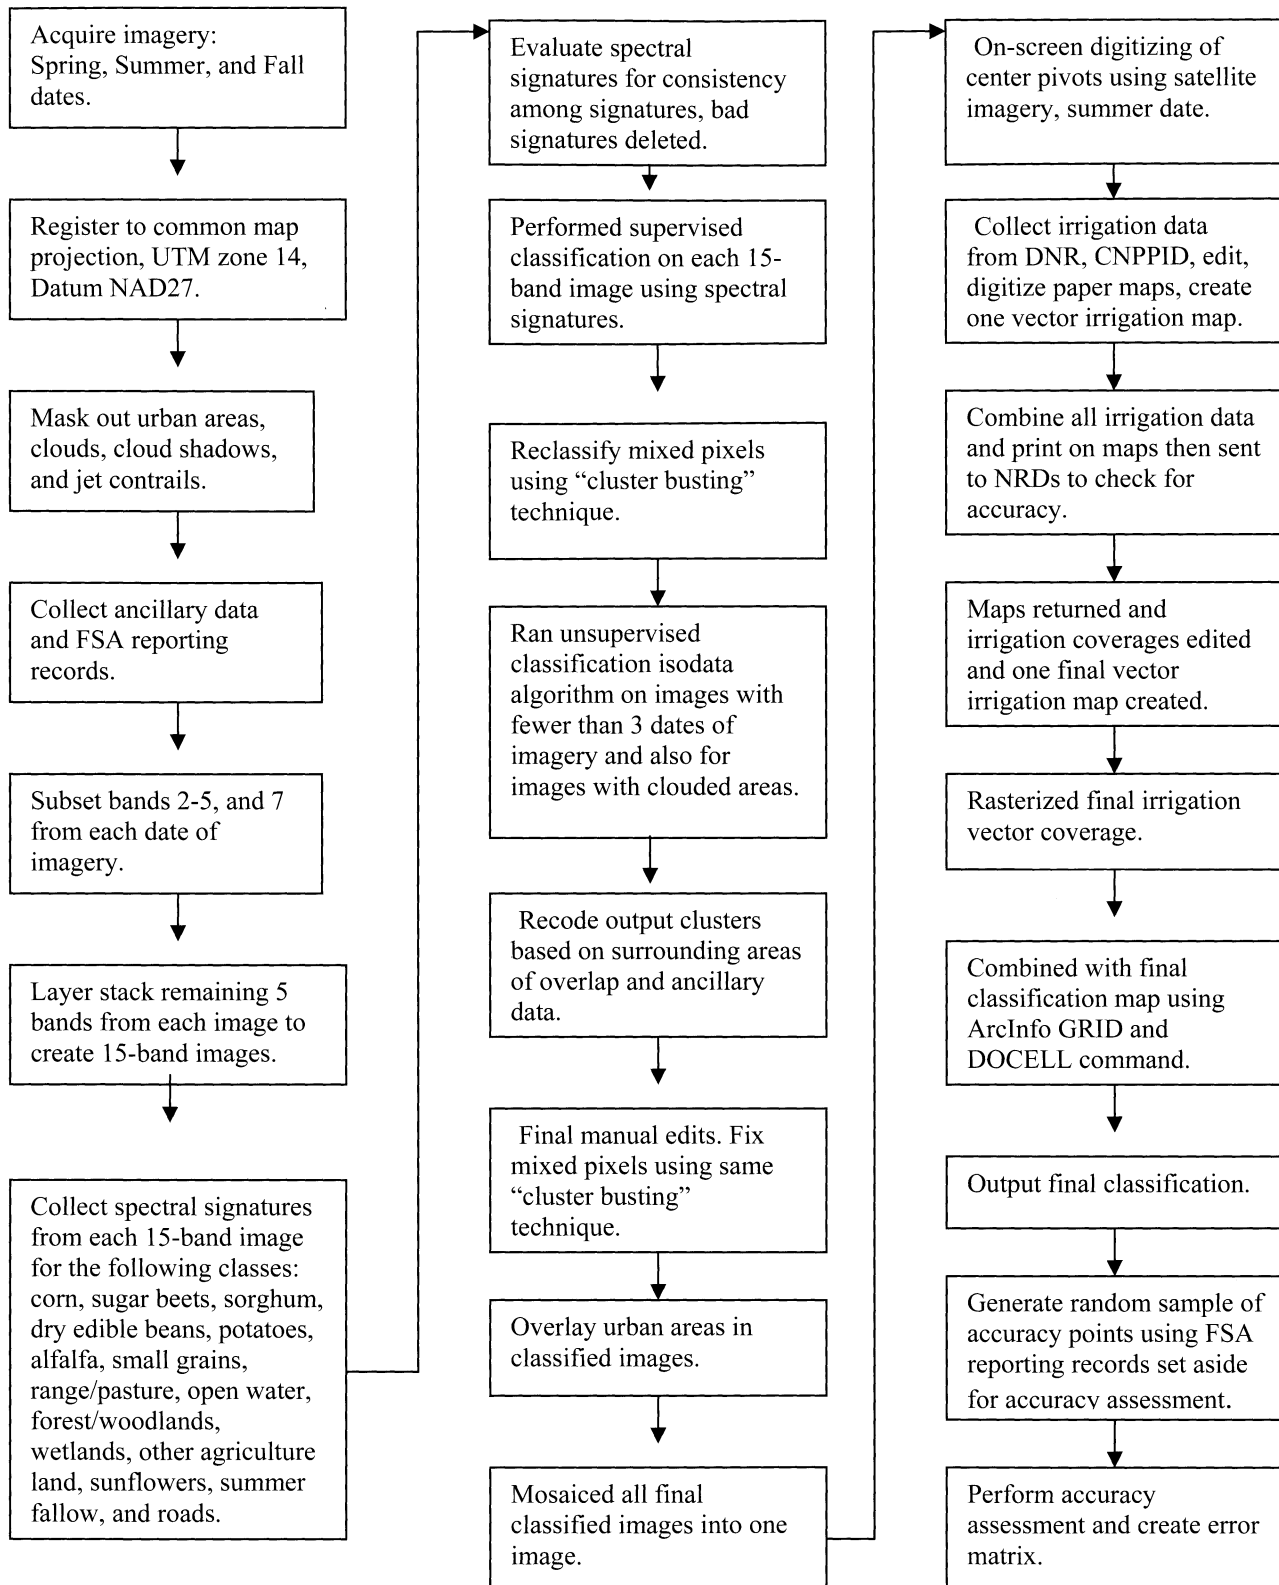 Acquire imagery:
Spring, Summer, and Fall
dates.
Register to common map
projection, UTM zone 14,
Datum NAD27.
Mask out urban areas,
clouds, cloud shadows,
and jet contrails.
Collect ancillary data
and FSA reporting
records.
Subset bands 2-5, and 7
from each date of
imagery.
Layer stack remaining 5
bands from each image to
create 15-band images.
Collect spectral signatures
from each 15-band image
for the following classes:
corn, sugar beets, sorghum,
dry edible beans, potatoes,
alfalfa, small grains,
range/pasture, open water,
forest/woodlands,
wetlands, other agriculture
land, sunflowers, summer
fallow, and roads.
Evaluate spectral
signatures for consistency
among signatures, bad
signatures deleted.
Performed supervised
classification on each 15-
band image using spectral
signatures.
Reclassify mixed pixels
using “cluster busting”
technique.
Ran unsupervised
classification isodata
algorithm on images with
fewer than 3 dates of
imagery and also for
images with clouded areas.
Recode output clusters
based on surrounding areas
of overlap and ancillary
data.
Final manual edits. Fix
mixed pixels using same
“cluster busting”
technique.
Overlay urban areas in
classified images.
Mosaiced all final
classified images into one
image.
On-screen digitizing of
center pivots using satellite
imagery, summer date.
Collect irrigation data
from DNR, CNPPID, edit,
digitize paper maps, create
one vector irrigation map.
Combine all irrigation data
and print on maps then sent
to NRDs to check for
accuracy.
Maps returned and
irrigation coverages edited
and one final vector
irrigation map created.
Rasterized final irrigation
vector coverage.
Combined with final
classification map using
ArcInfo GRID and
DOCELL command.
Output final classification.
Generate random sample of
accuracy points using FSA
reporting records set aside
for accuracy assessment.
Perform accuracy
assessment and create error
matrix.